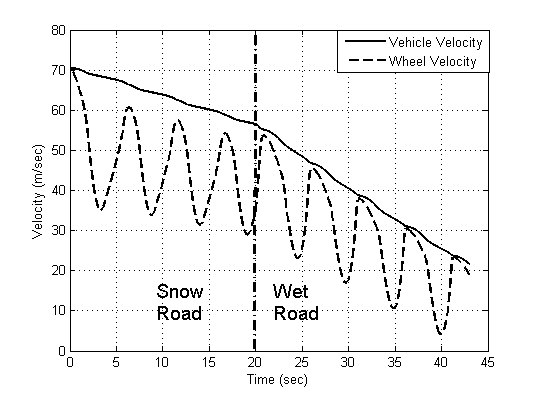 80
70
60
50
40
30
20
10
0
Velocity (m/sec)
Vehicle Velocity
Wheel Velocity
Snow
Road
Wet
Road
0 5 10 15 20 25 30 35 40 45
Time (sec)